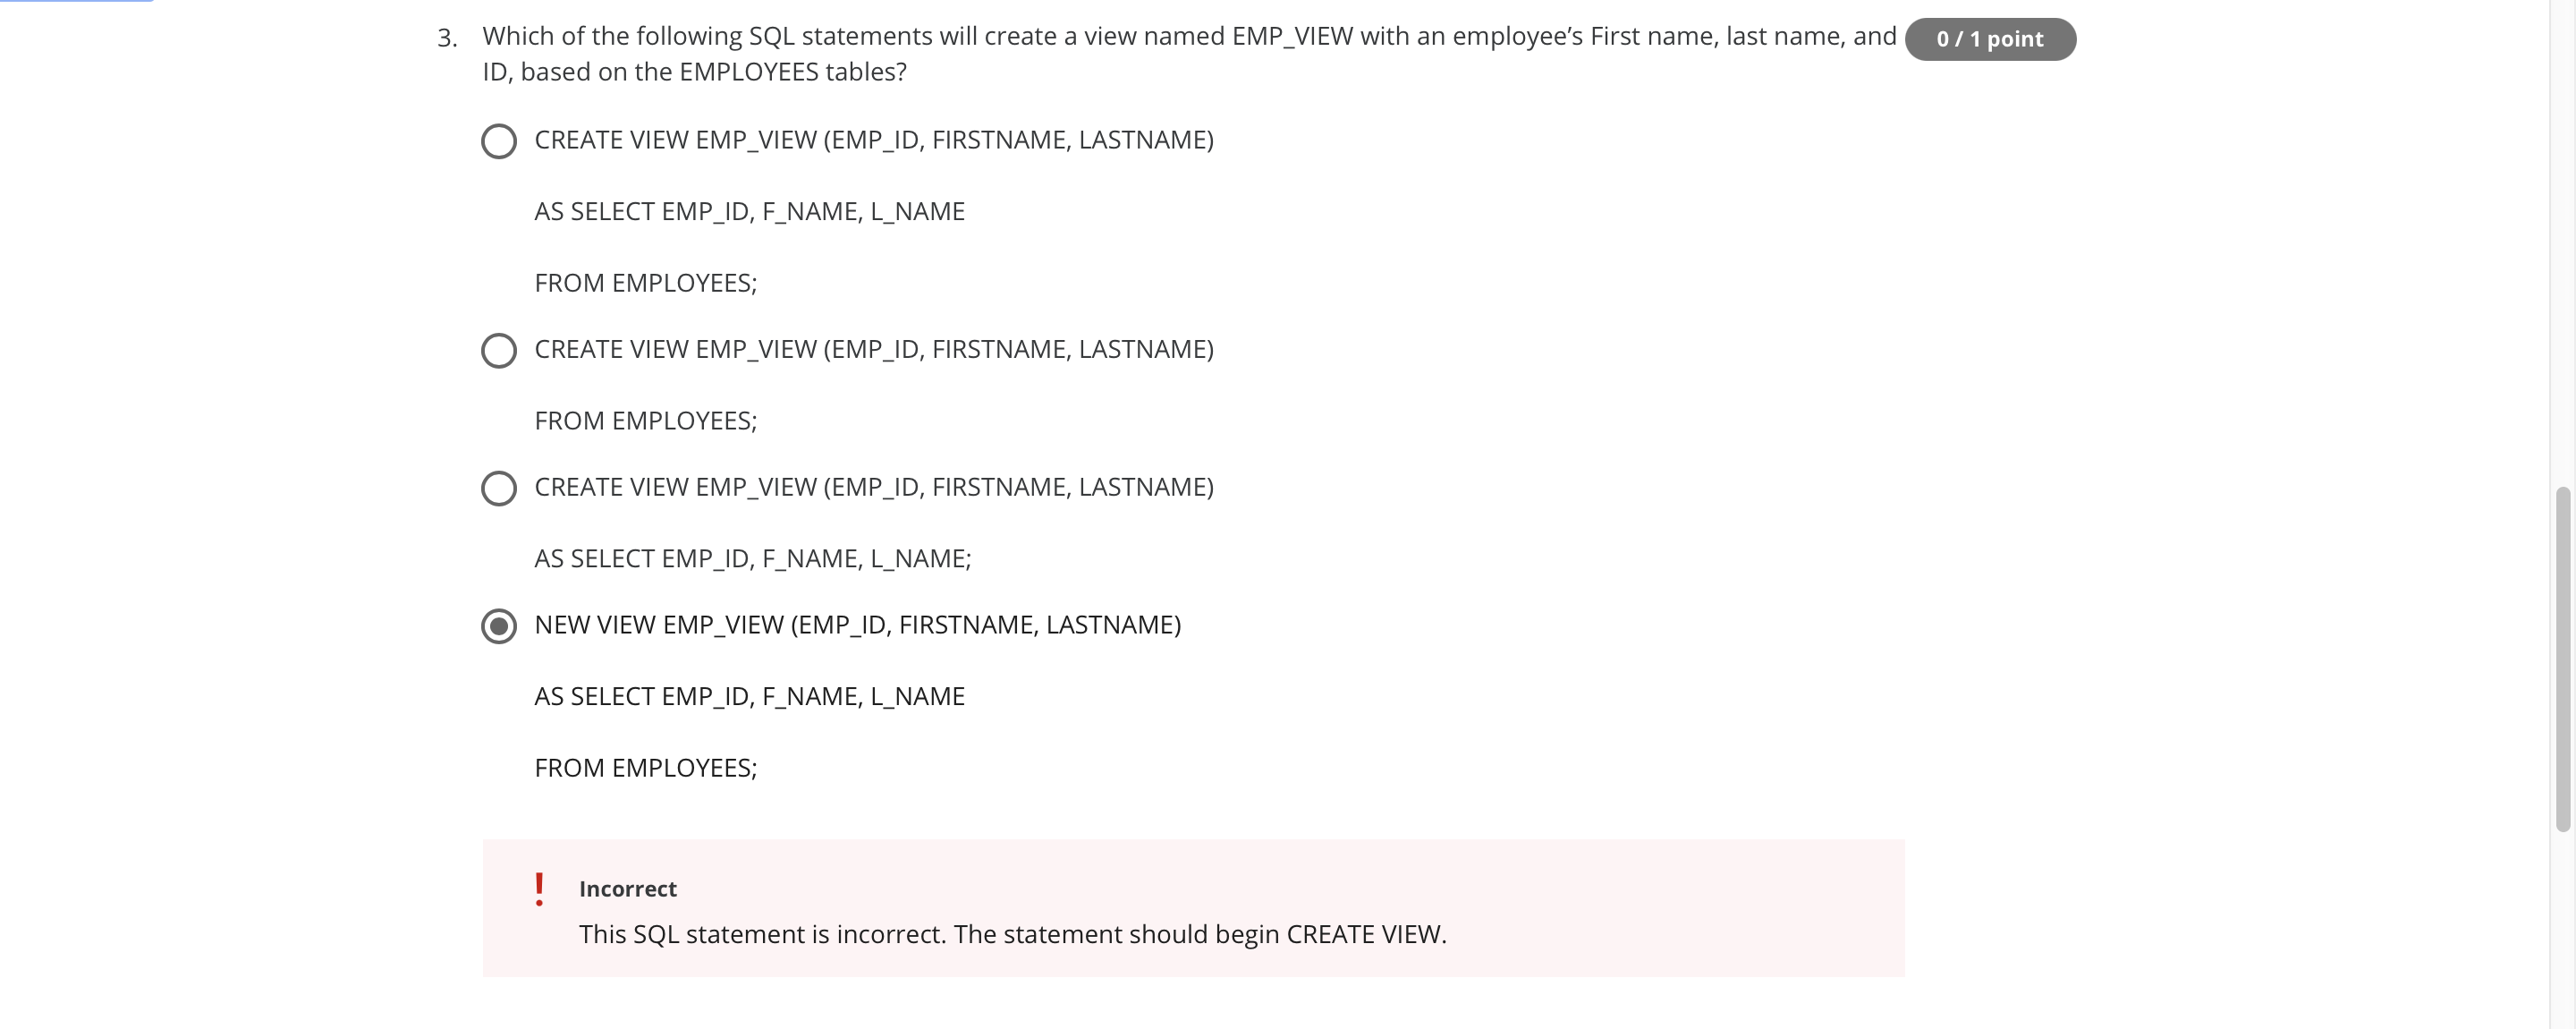 3. Which of the following SQL statements will create a view named EMP_VIEW with an employee’s First name, last name, and
0 / 1 point
ID, based on the EMPLOYEES tables?
CREATE VIEW EMP_VIEW (EMP_ID, FIRSTNAME, LASTNAME)
AS SELECT EMP_ID, F_NAME, L_NAME
FROM EMPLOYEES;
CREATE VIEW EMP_VIEW (EMP_ID, FIRSTNAME, LASTNAME)
FROM EMPLOYEES;
CREATE VIEW EMP_VIEW (EMP_ID, FIRSTNAME, LASTNAME)
AS SELECT EMP_ID, F_NAME, L_NAME;
NEW VIEW EMP_VIEW (EMP_ID, FIRSTNAME, LASTNAME)
AS SELECT EMP_ID, F_NAME, L_NAME
FROM EMPLOYEES;
Incorrect
This SQL statement is incorrect. The statement should begin CREATE VIEW.